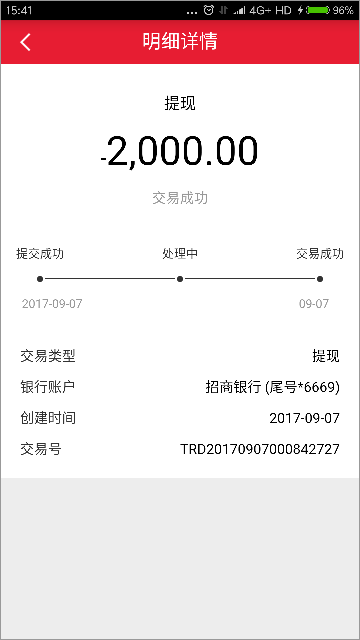 15:41 ... 4G+ HD 96%
明细详情
提现
-2,000.00
交易成功
提交成功 处理中 交易成功
2017-09-07 09-07
交易类型 提现
银行账户 招商银行 (尾号*6669)
创建时间 2017-09-07
交易号 TRD20170907000842727